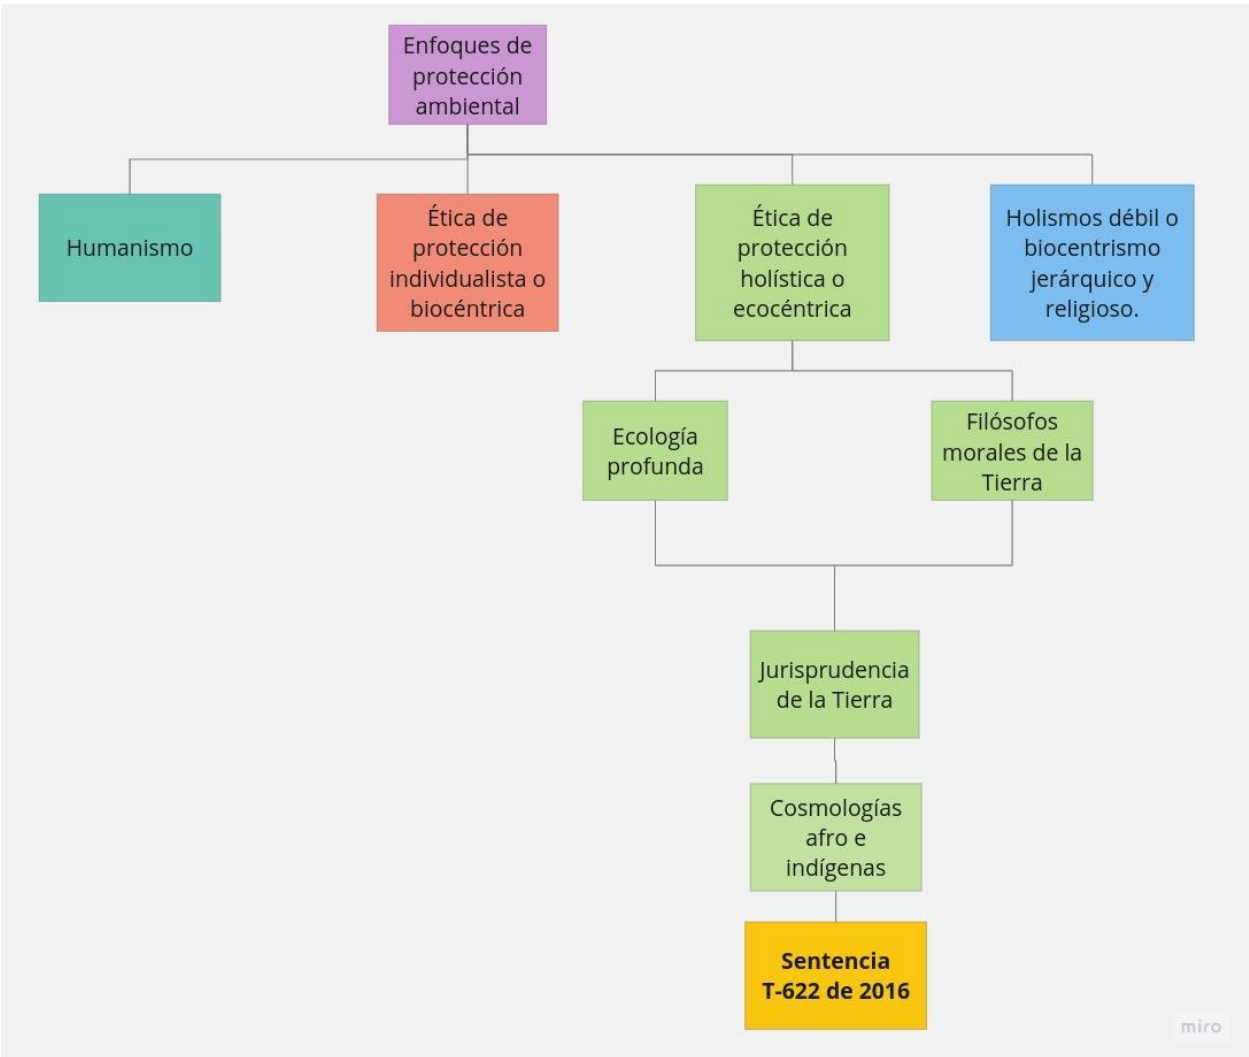 Enfoques de
protección
ambiental
Humanismo
Ética de
protección
individualista o
biocéntrica
Ética de
protección
holística o
ecocéntrica
Holismos débil o
biocentrismo
jerárquico y
religioso.
Ecología
profunda
Filósofos
morales de la
Tierra
Jurisprudencia
de la Tierra
Cosmologías
afro e
indígenas
Sentencia
T-622 de 2016
miro